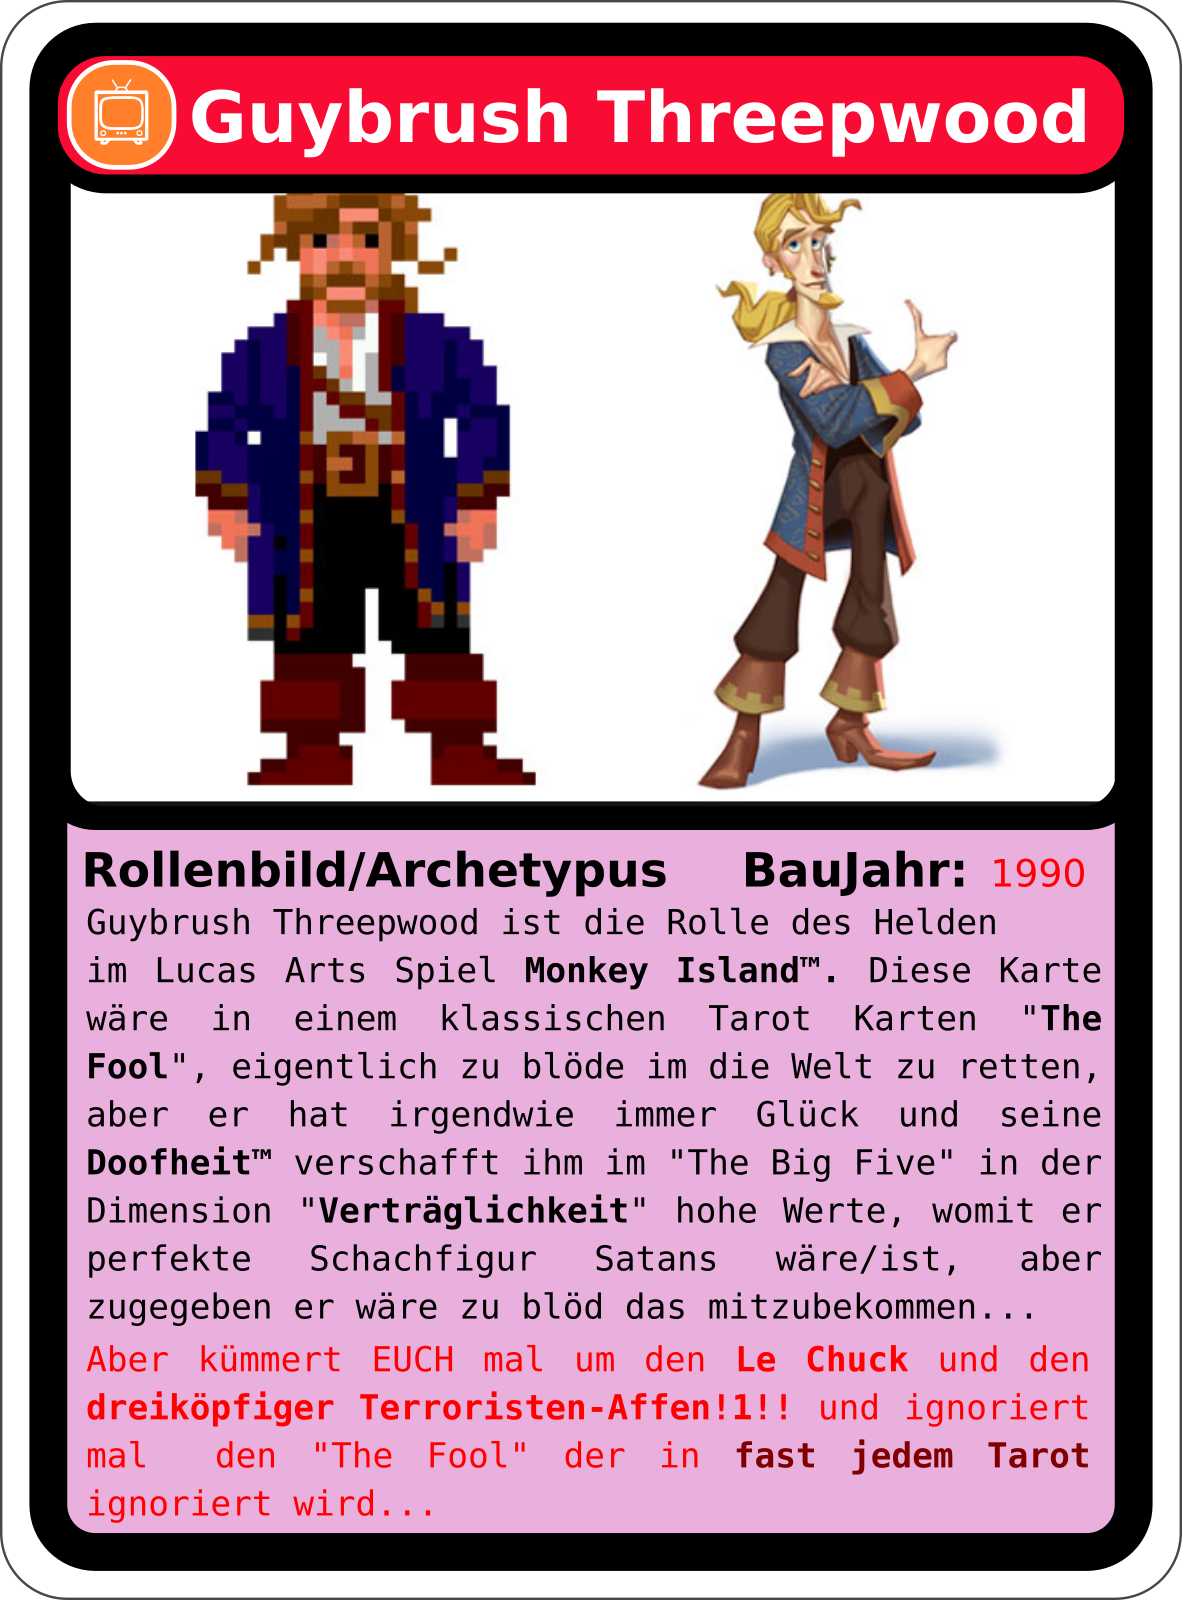 Guybrush Threepwood
Rollenbild/Archetypus BauJahr: 1990
Guybrush Threepwood ist die Rolle des Helden
im Lucas Arts Spiel Monkey Island™. Diese Karte
wäre in einem klassischen Tarot Karten "The
Fool", eigentlich zu blöde im die Welt zu retten,
aber er hat irgendwie immer Glück und seine
Doofheit™ verschafft ihm im "The Big Five" in der
Dimension "Verträglichkeit" hohe Werte, womit er
perfekte Schachfigur Satans wäre/ist, aber
zugegeben er wäre zu blöd das mitzubekommen...
Aber kümmert EUCH mal um den Le Chuck und den
dreiköpfiger Terroristen-Affen!1!! und ignoriert
mal den "The Fool" der in fast jedem Tarot
ignoriert wird...